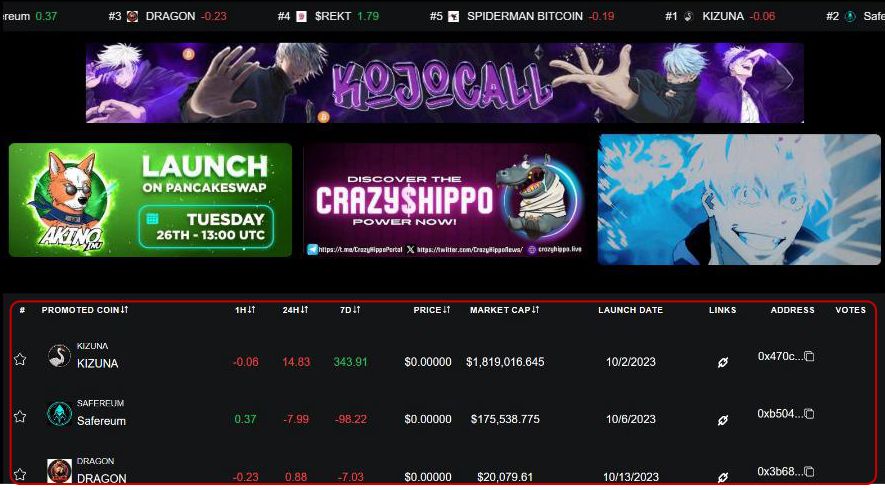 ereum 0.37 #3 DRAGON -0.23 #4 $REKT 1.79 #5 SPIDERMAN BITCOIN -0.19 #1 KIZUNA -0.06 #2 Safe
KOJOCALL
LAUNCH
ON PANCAKESWAP
TUESDAY
26TH - 13:00 UTC
AKINO
INU
DISCOVER THE
CRAZY$HIPPO
POWER NOW!
https://t.me/CrazyHippoPortal https://twitter.com/CrazyHippoNews/ crazyhippo.live
# PROMOTED COIN 1H 24H 7D PRICE MARKET CAP LAUNCH DATE LINKS ADDRESS VOTES
KIZUNA
KIZUNA -0.06 14.83 343.91 $0.00000 $1,819,016.645 10/2/2023 0x470c...
SAFEREUM
Safereum 0.37 -7.99 -98.22 $0.00000 $175,538.775 10/6/2023 0xb504...
DRAGON
DRAGON -0.23 0.88 -7.03 $0.00000 $20,079.61 10/13/2023 0x3b68...